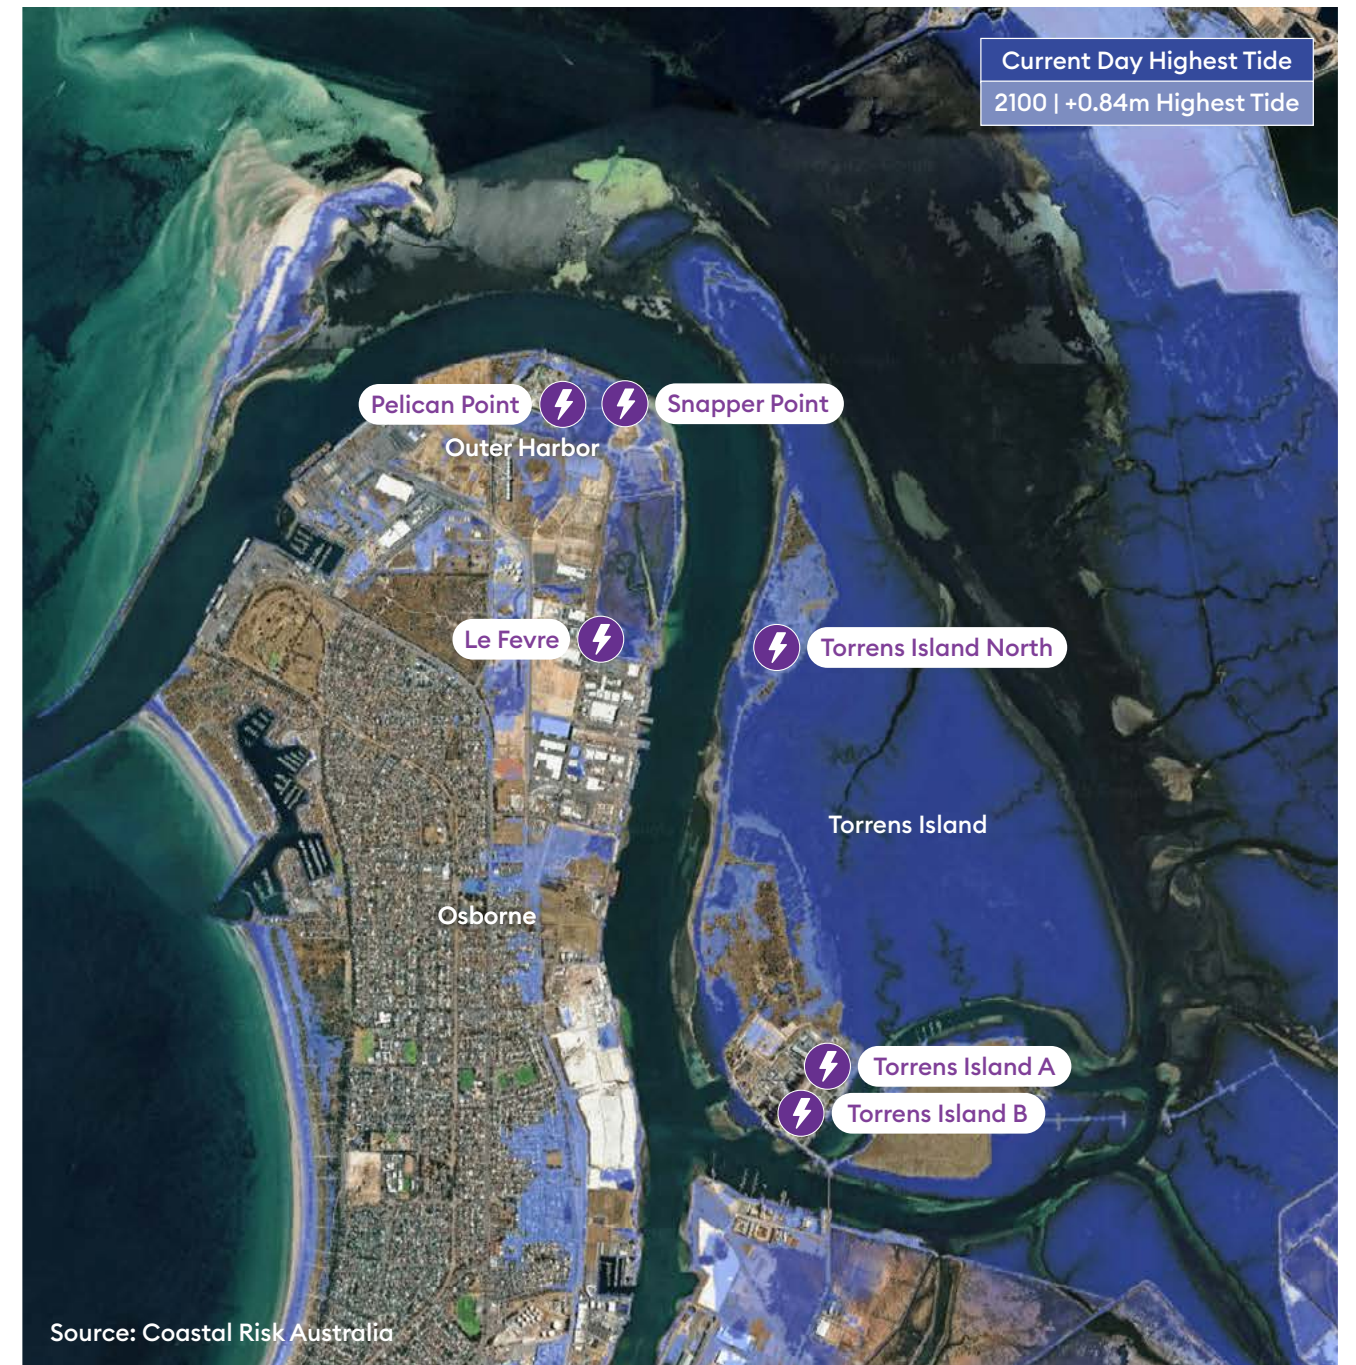 Current Day Highest Tide
2100 | +0.84m Highest Tide
Pelican Point
Snapper Point
Outer Harbor
Le Fevre
Torrens Island North
Torrens Island
Osborne
Torrens Island A
Torrens Island B
Source: Coastal Risk Australia